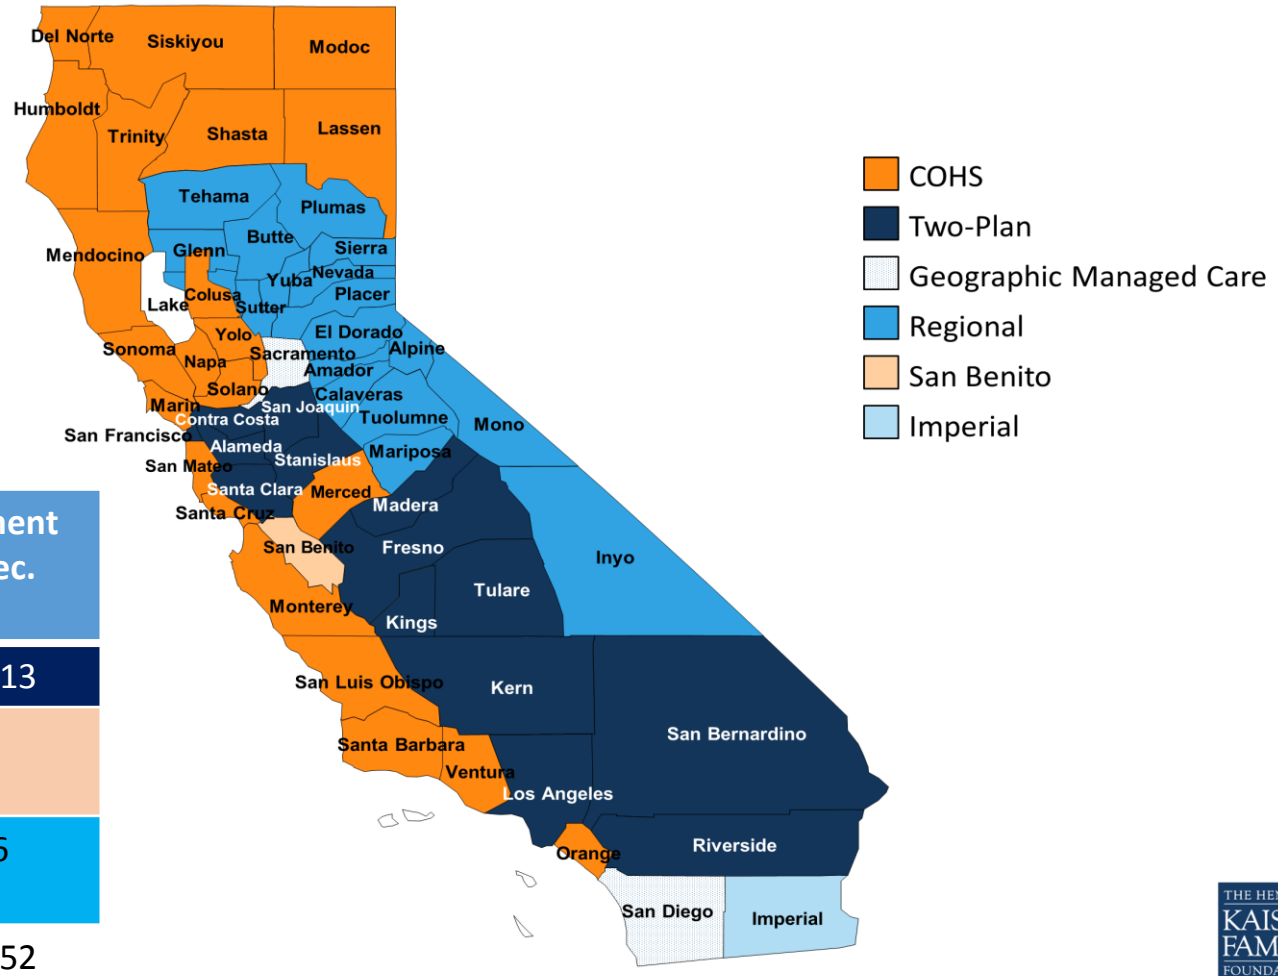 Del Norte
Siskiyou
Modoc
Humboldt
Trinity
Shasta
Lassen
Tehama
Plumas
Mendocino
Glenn
Butte
Sierra
Lake
Colusa
Yuba
Nevada
Sutter
Placer
Sonoma
Napa
Yolo
El Dorado
Sacramento
Alpine
Amador
Solano
Marin
Calaveras
San Joaquin
Contra Costa
Tuolumne
Mono
San Francisco
Alameda
Stanislaus
Mariposa
San Mateo
Santa Clara
Merced
Madera
Santa Cruz
San Benito
Fresno
Inyo
Tulare
Monterey
Kings
San Luis Obispo
Kern
Santa Barbara
San Bernardino
Ventura
Los Angeles
Orange
Riverside
San Diego
Imperial
COHS
Two-Plan
Geographic Managed Care
Regional
San Benito
Imperial
ec.
13
52
THE HEN
KAIS
FAM
FOUNDA